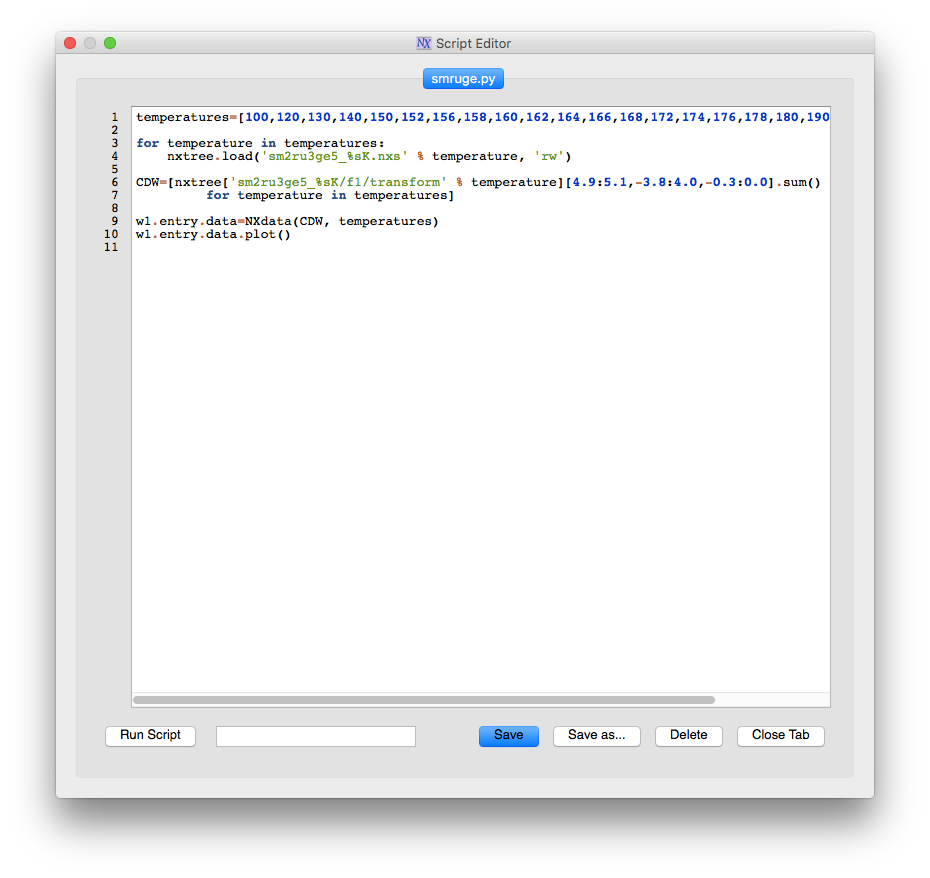 NX Script Editor
smruge.py
1 temperatures=[100,120,130,140,150,152,156,158,160,162,164,166,168,172,174,176,178,180,190
2
3 for temperature in temperatures:
4     nxtree.load('sm2ru3ge5_%sK.nxs' % temperature, 'rw')
5
6 CDW=[nxtree['sm2ru3ge5_%sK/f1/transform' % temperature][4.9:5.1,-3.8:4.0,-0.3:0.0].sum()
7          for temperature in temperatures]
8
9 w1.entry.data=NXdata(CDW, temperatures)
10 w1.entry.data.plot()
11
Run Script Save Save as... Delete Close Tab